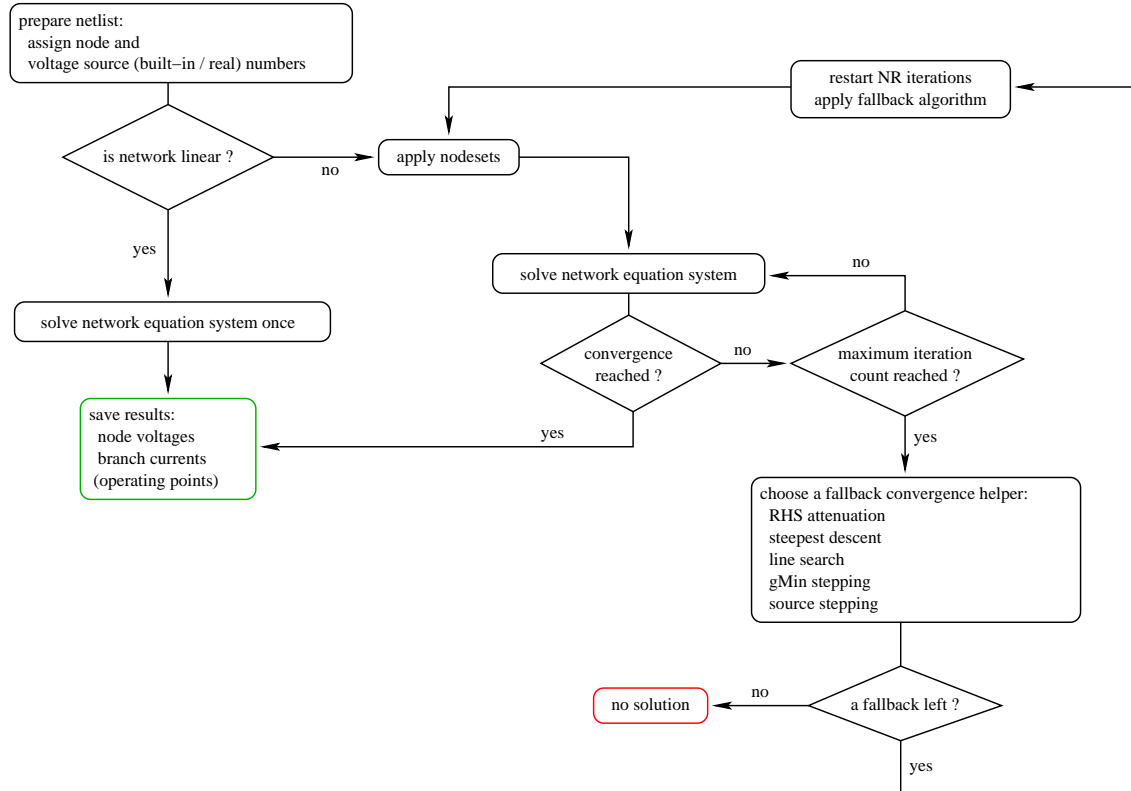 prepare netlist:
assign node and
voltage source (built−in / real) numbers
restart NR iterations
apply fallback algorithm
is network linear ?
no
apply nodesets
yes
solve network equation system
no
solve network equation system once
convergence
reached ?
no
maximum iteration
count reached ?
save results:
node voltages
branch currents
(operating points)
yes
yes
choose a fallback convergence helper:
RHS attenuation
steepest descent
line search
gMin stepping
source stepping
no solution
no
a fallback left ?
yes